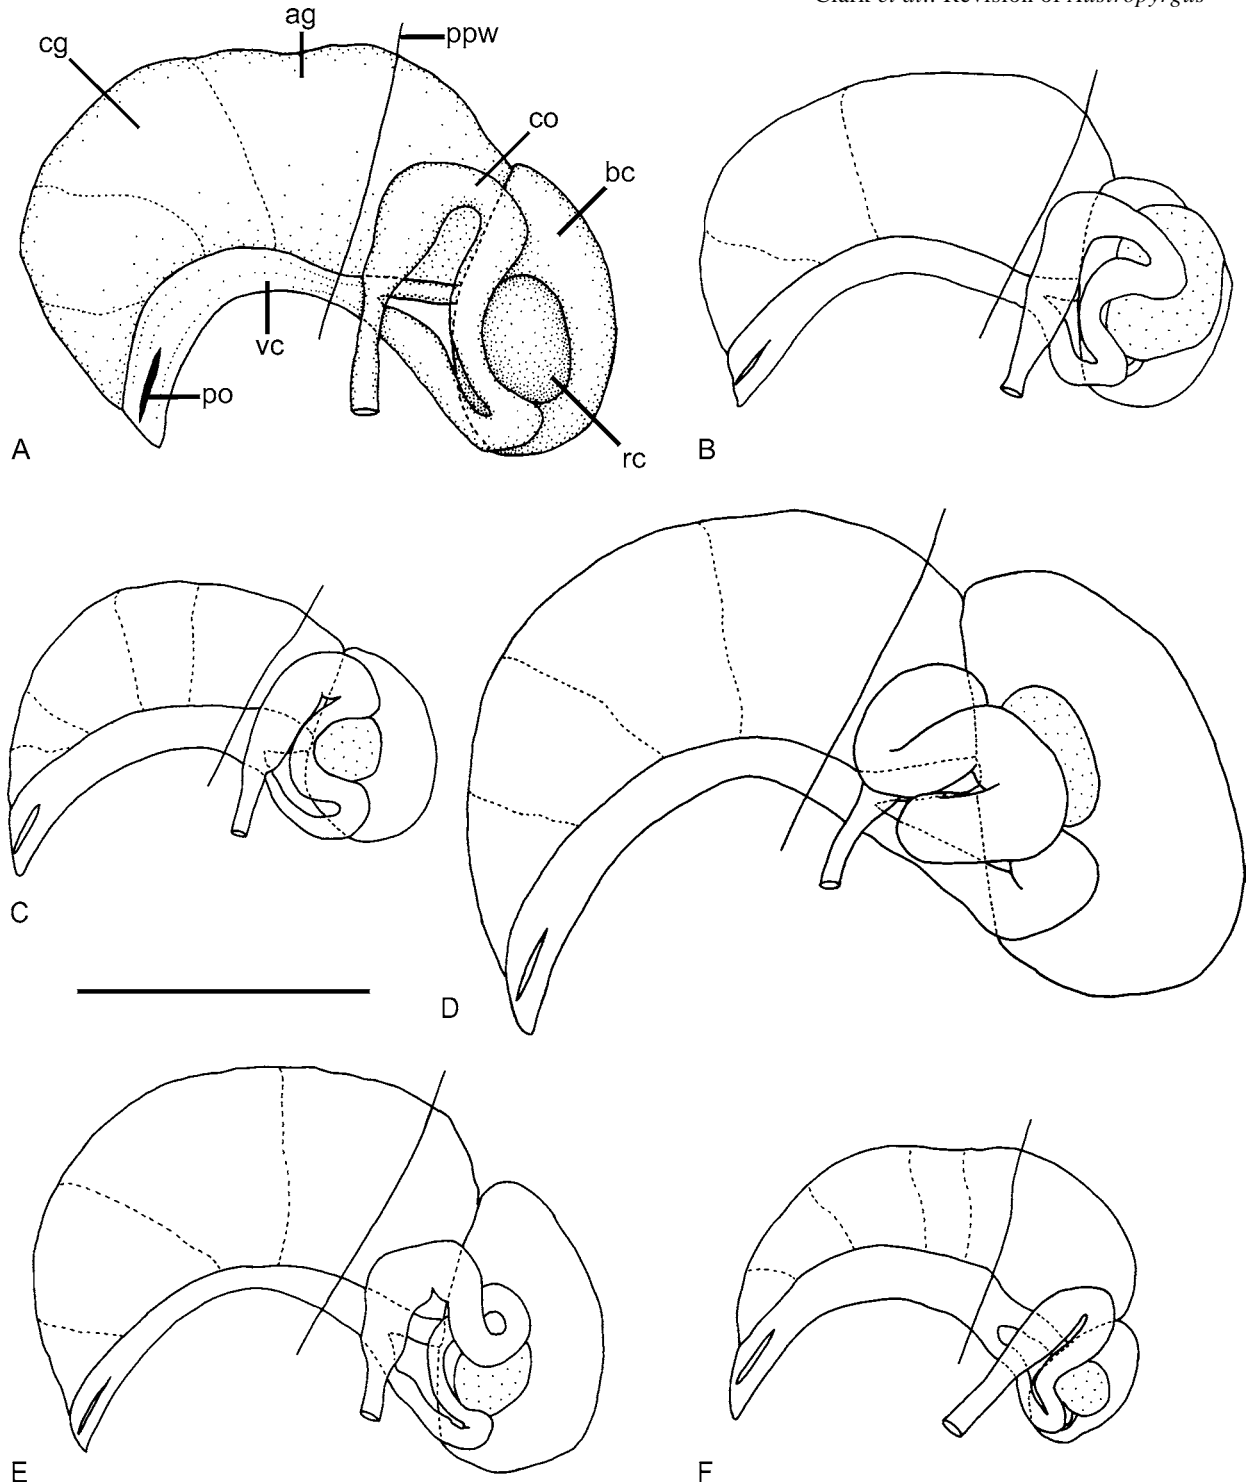 Clark et al.: Revision of Austropyrgus
ag
cg
ppw
co
bc
vc
po
rc
A
B
C
D
E
F